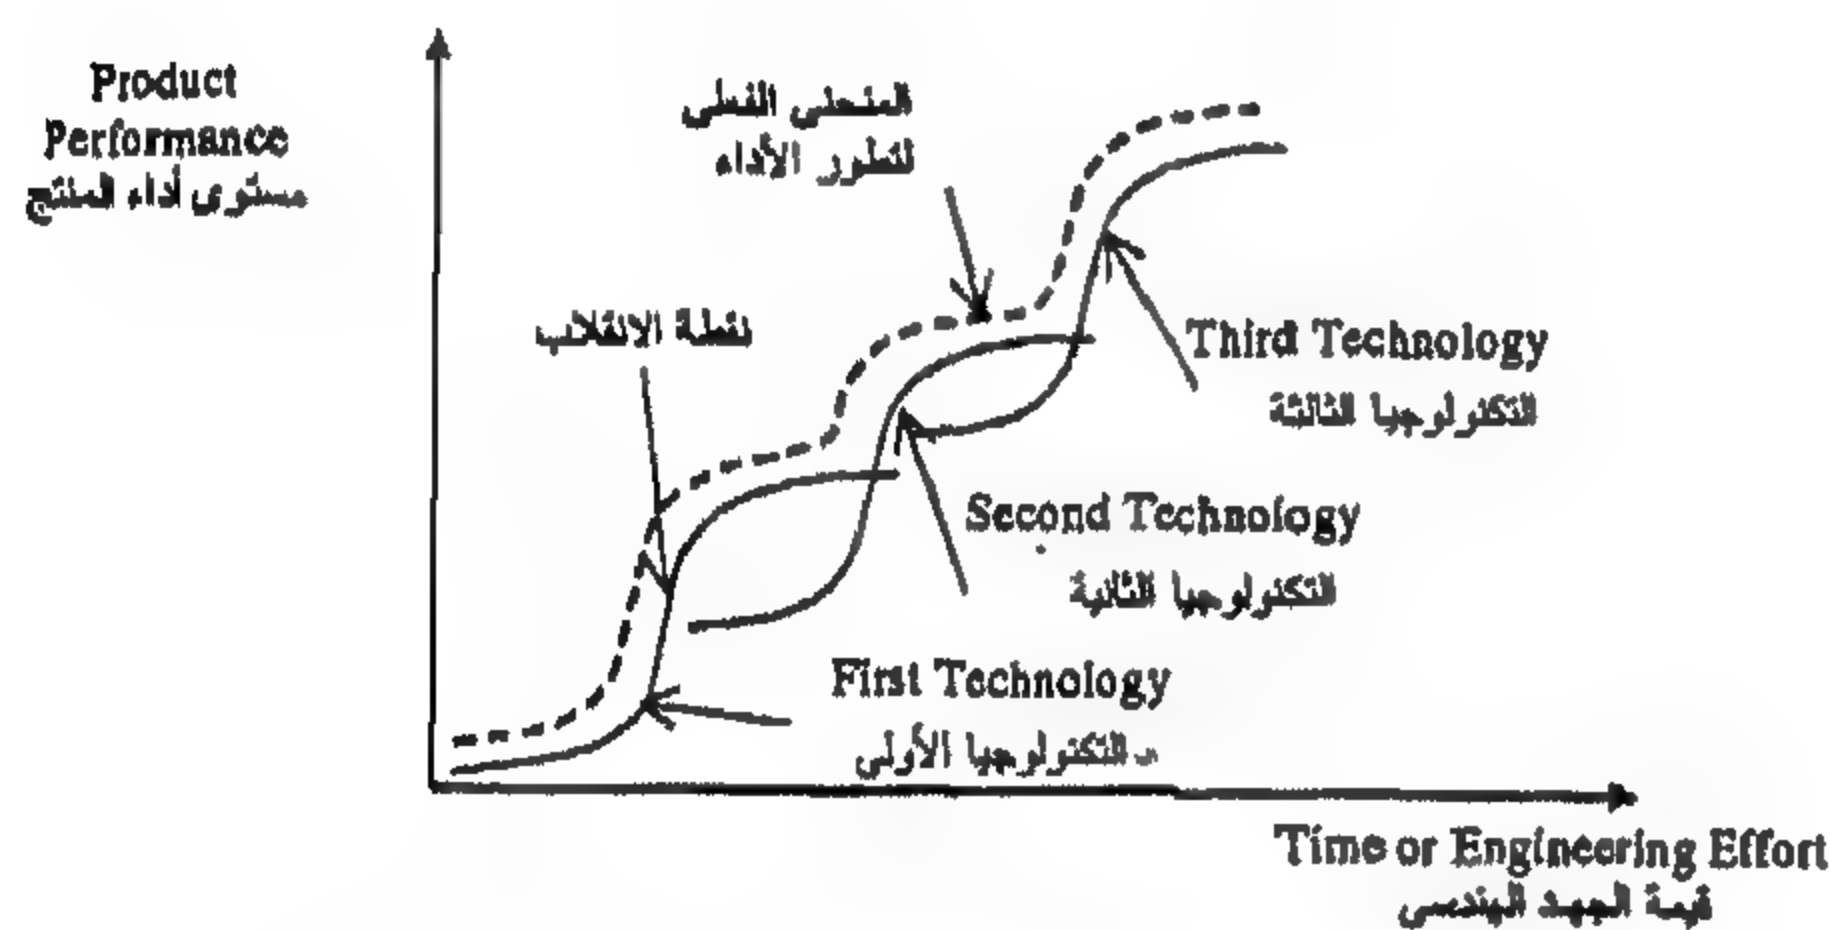 Product
Performance
مستوى أداء المنتج
المنحنى الفعلي
لتطور الأداء
نقطة الانقلاب
Third Technology
التكنولوجيا الثالثة
Second Technology
التكنولوجيا الثانية
First Technology
التكنولوجيا الأولى
Time or Engineering Effort
قيمة الجهد الهندسي